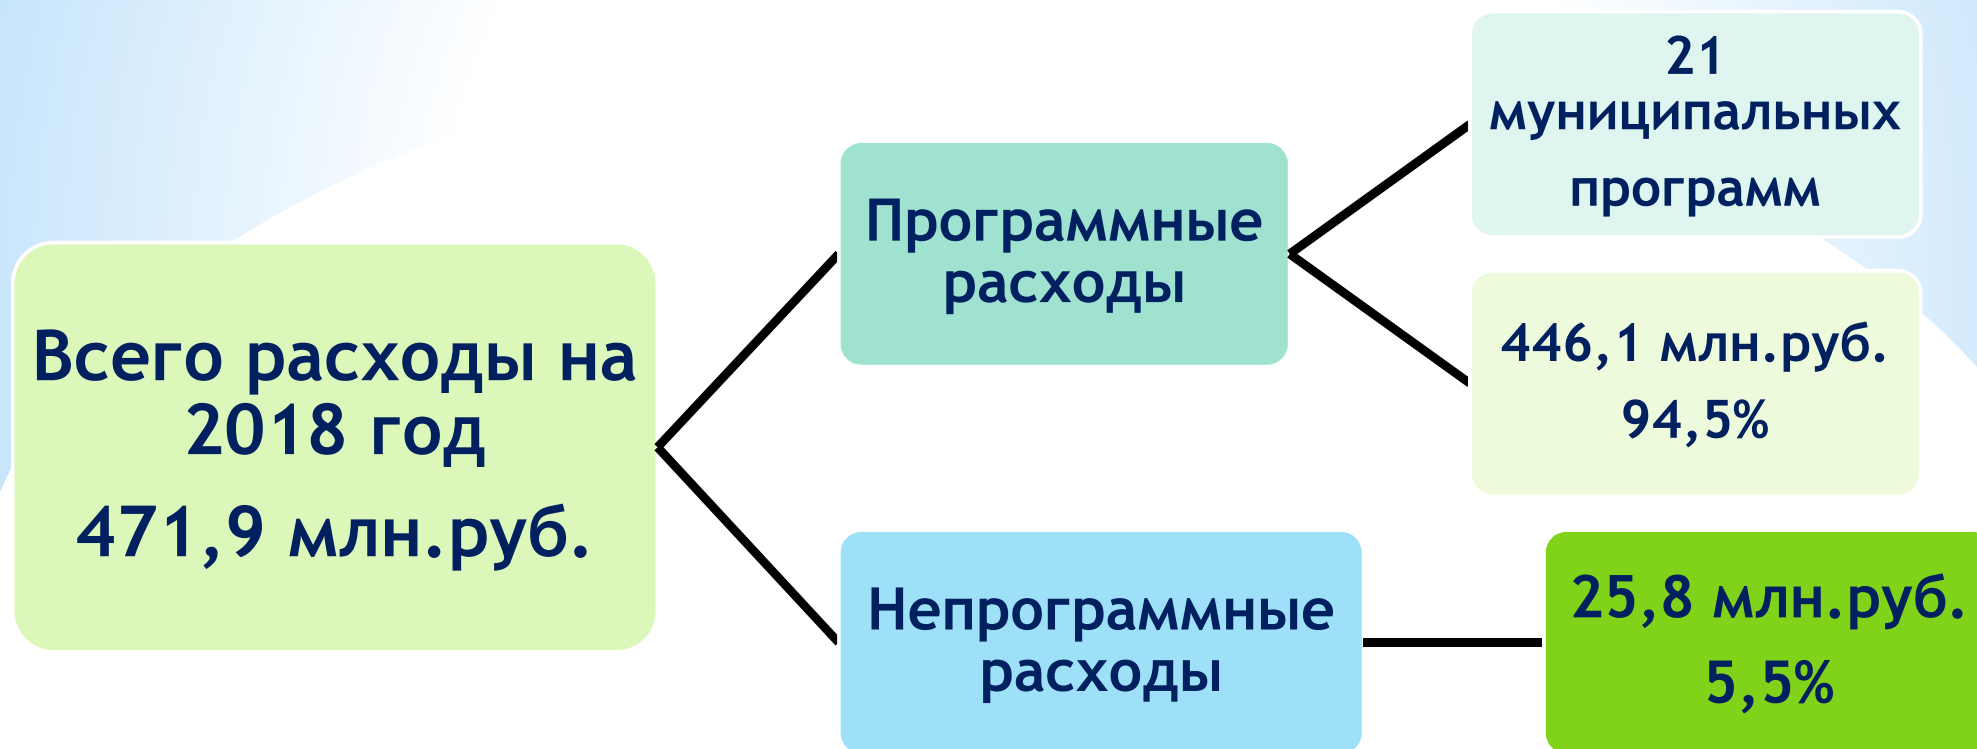 Всего расходы на
2018 год
471,9 млн.руб.
Программные
расходы
21
муниципальных
программ
446,1 млн.руб.
94,5%
Непрограммные
расходы
25,8 млн.руб.
5,5%